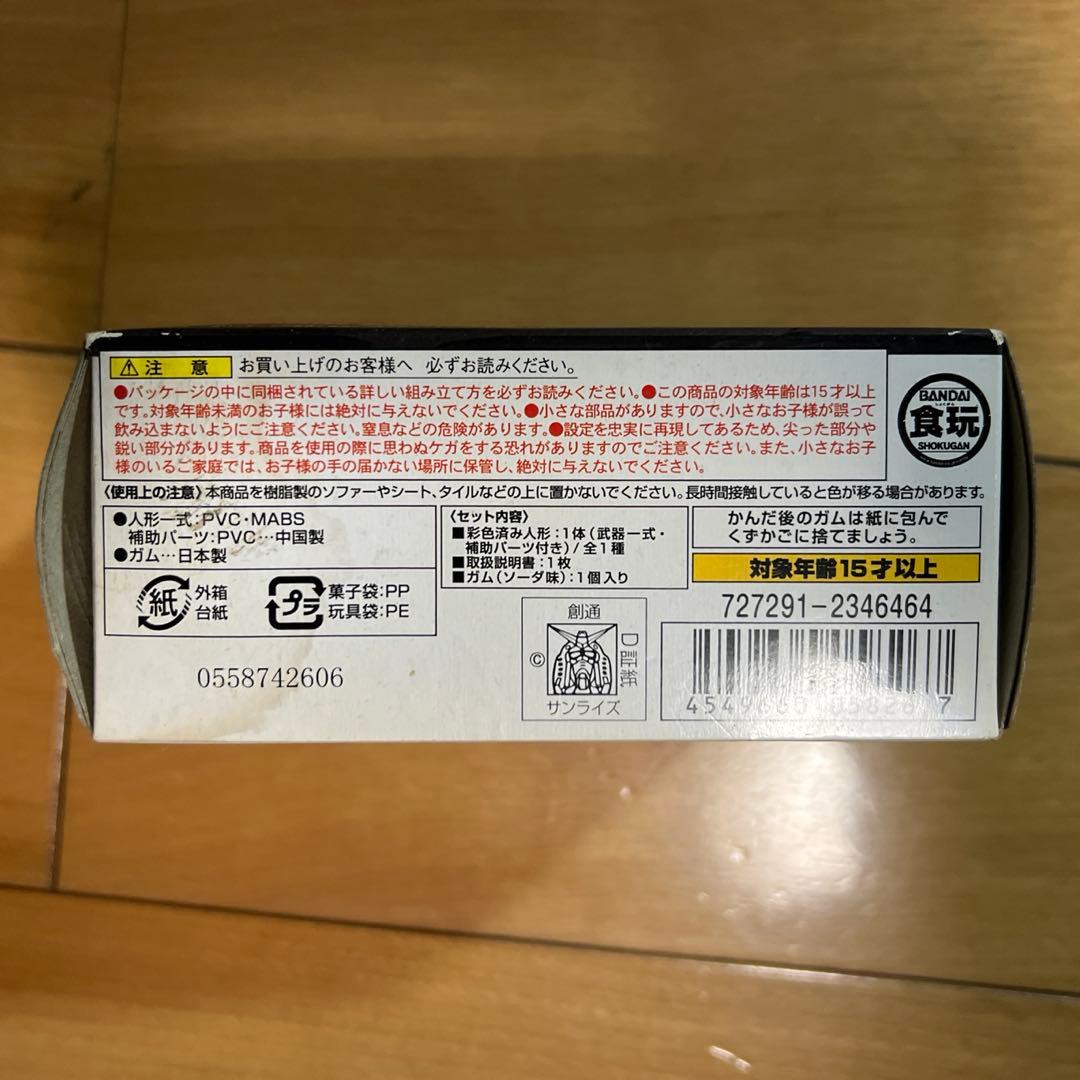 注 意 お買い上げのお客様へ 必ずお読みください。
●パッケージの中に同梱されている詳しい組み立て方を必ずお読みください。●この商品の対象年齢は15才以上
です。対象年齢未満のお子様には絶対に与えないでください。●小さな部品がありますので、小さなお子様が誤って
飲み込まないようにご注意ください。窒息などの危険があります。●設定を忠実に再現してあるため、尖った部分や
鋭い部分があります。商品を使用の際に思わぬケガをする恐れがありますのでご注意ください。また、小さなお子
様のいるご家庭では、お子様の手の届かない場所に保管し、絶対に与えないでください。
BANDAI
食玩
SHOKUGAN
〈使用上の注意〉本商品を樹脂製のソファーやシート、タイルなどの上に置かないでください。長時間接触していると色が移る場合があります。
●人形一式:PVC・MABS
補助パーツ:PVC…中国製
●ガム…日本製
紙 外箱
台紙
プラ 菓子袋:PP
玩具袋:PE
〈セット内容〉
■彩色済み人形:1体(武器一式・
補助パーツ付き)/全1種
■取扱説明書:1枚
■ガム(ソーダ味):1個入り
かんだ後のガムは紙に包んで
くずかごに捨てましょう。
対象年齢15才以上
727291-2346464
0558742606
創通
©
D証紙
サンライズ